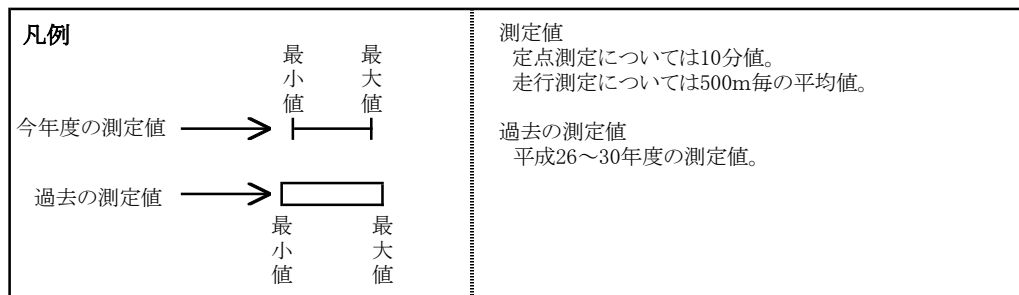 凡例
最小値
最大値
今年度の測定値
過去の測定値
最小値
最大値
測定値
定点測定については10分値。
走行測定については500m毎の平均値。
過去の測定値
平成26～30年度の測定値。